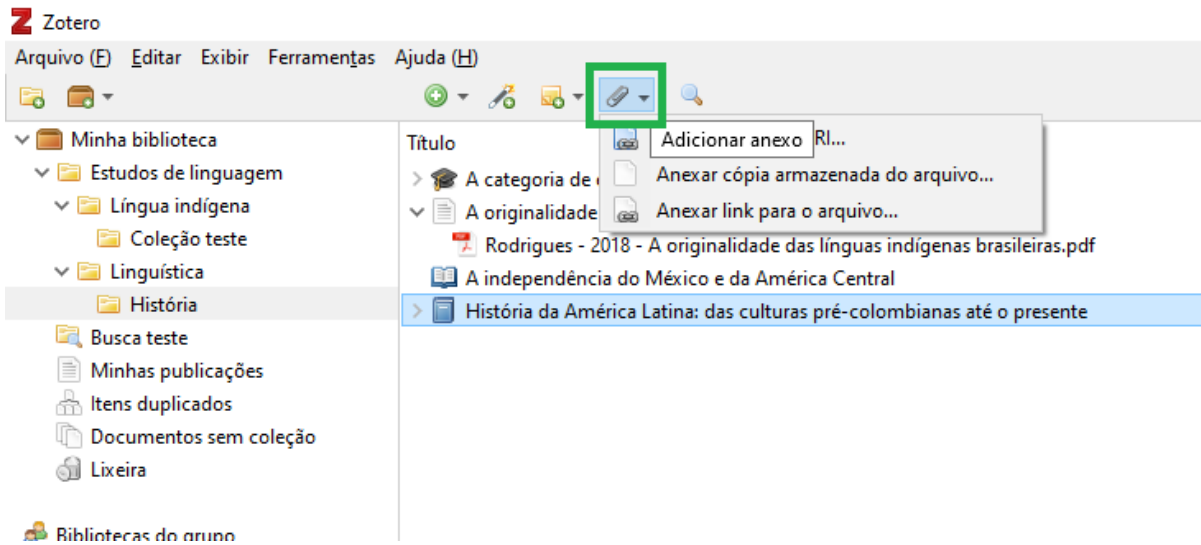 Zotero
Arquivo (F) Editar Exibir Ferramentas Ajuda (H)
Minha biblioteca
Estudos de linguagem
Língua indígena
Coleção teste
Linguística
História
Busca teste
Minhas publicações
Itens duplicados
Documentos sem coleção
Lixeira
Bibliotecas do grupo
Adicionar anexo RI...
Anexar cópia armazenada do arquivo...
Anexar link para o arquivo...
Título
A categoria de
A originalidade
Rodrigues - 2018 - A originalidade das línguas indígenas brasileiras.pdf
A independência do México e da América Central
História da América Latina: das culturas pré-colombianas até o presente